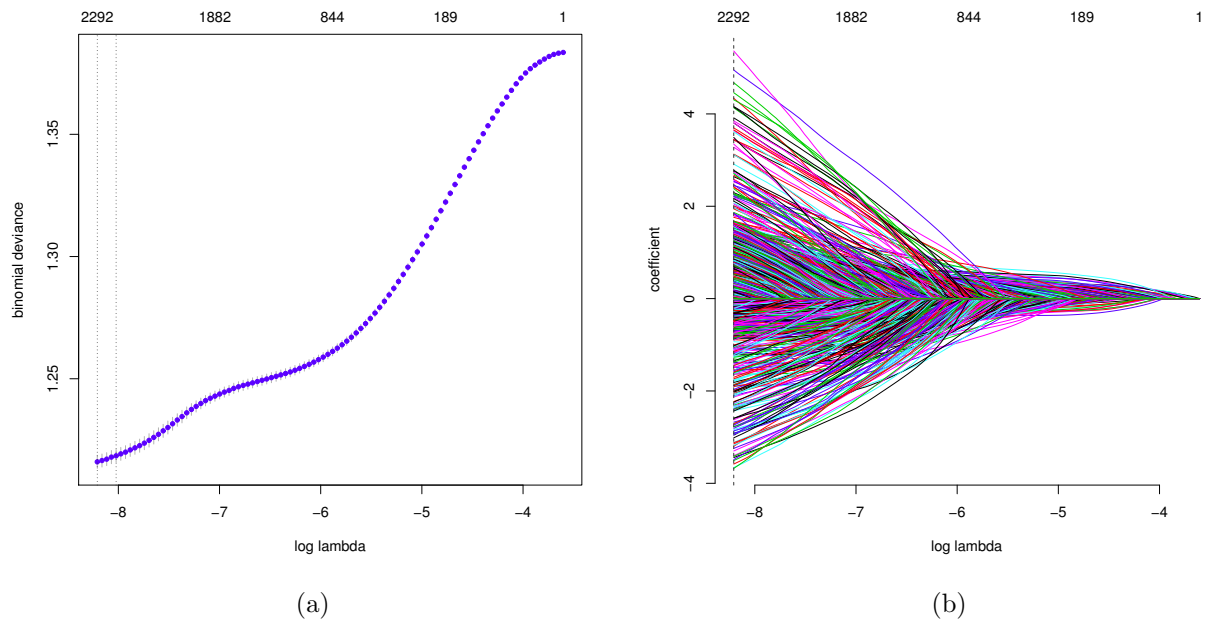 2292 1882 844 189 1
1.35
1.30
1.25
binomial deviance
−8 −7 −6 −5 −4
log lambda
(a)
2292 1882 844 189 1
4
2
0
−2
−4
coefficient
−8 −7 −6 −5 −4
log lambda
(b)